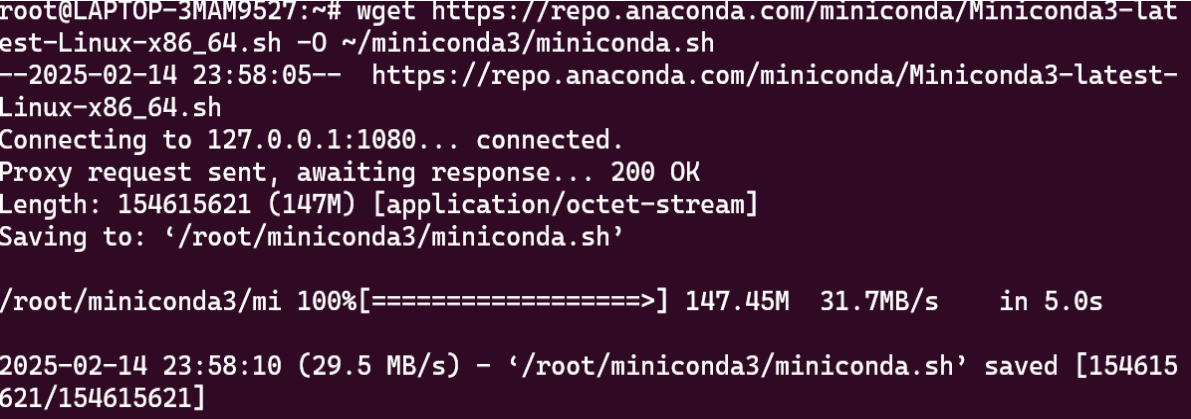 root@LAPTOP-3MAM9527:~# wget https://repo.anaconda.com/miniconda/Miniconda3-lat
est-Linux-x86_64.sh -O ~/miniconda3/miniconda.sh
--2025-02-14 23:58:05--  https://repo.anaconda.com/miniconda/Miniconda3-latest-
Linux-x86_64.sh
Connecting to 127.0.0.1:1080... connected.
Proxy request sent, awaiting response... 200 OK
Length: 154615621 (147M) [application/octet-stream]
Saving to: ‘/root/miniconda3/miniconda.sh’
/root/miniconda3/mi 100%[==================>] 147.45M  31.7MB/s    in 5.0s
2025-02-14 23:58:10 (29.5 MB/s) - ‘/root/miniconda3/miniconda.sh’ saved [154615
621/154615621]